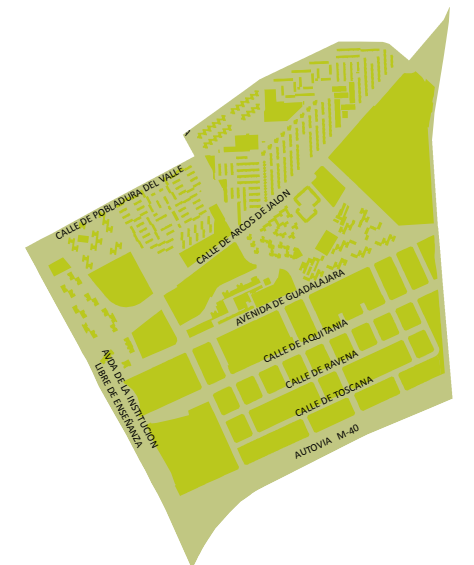 CALLE DE POBLADURA DEL VALLE
CALLE DE ARCOS DE JALON
AVENIDA DE GUADALAJARA
CALLE DE AQUITANIA
CALLE DE RAVENA
CALLE DE TOSCANA
AVDA DE LA INSTITUCION
LIBRE DE ENSEÑANZA
AUTOVIA M-40